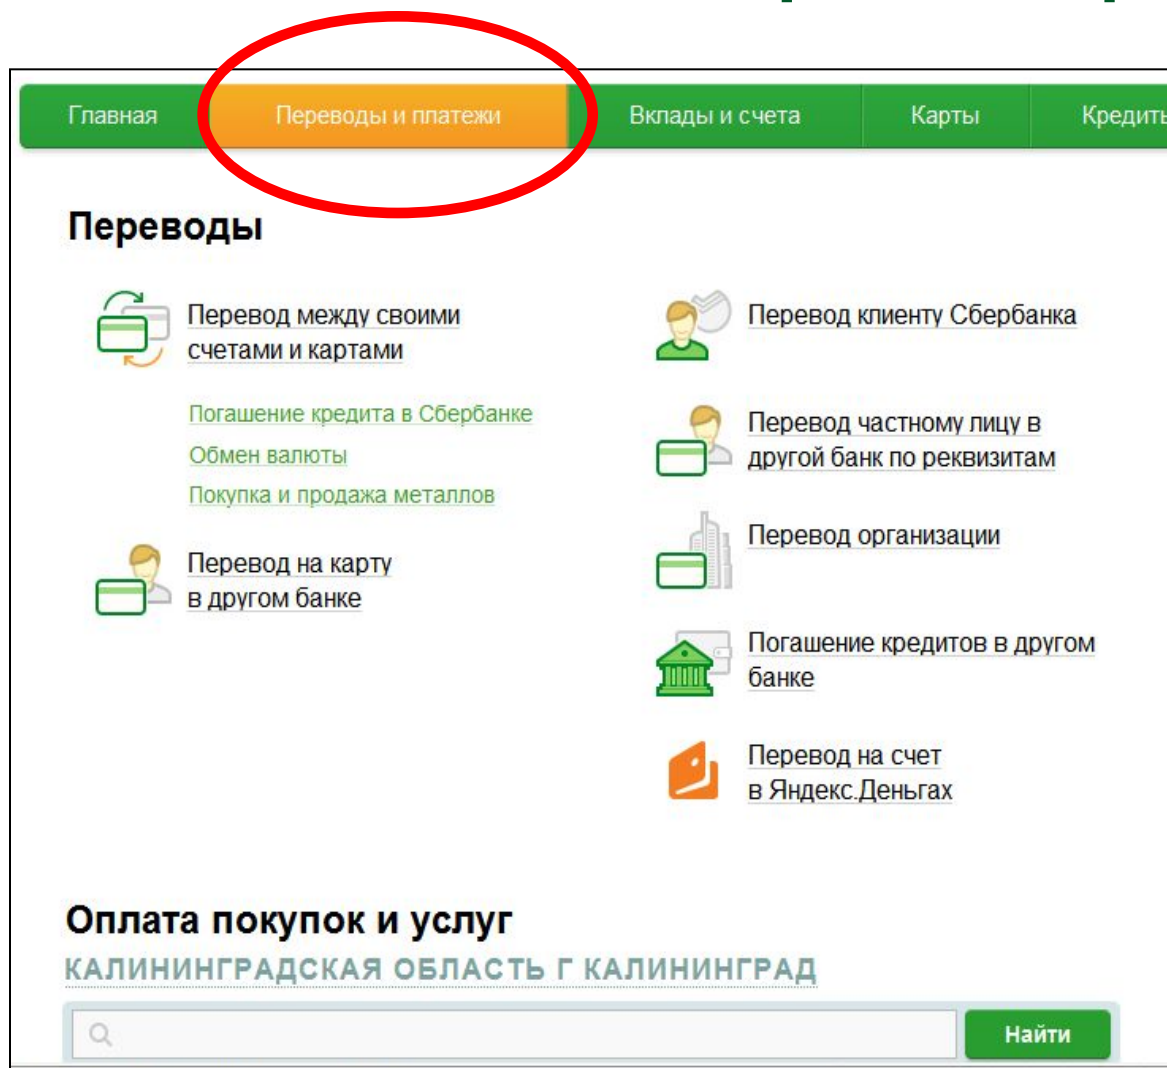 Главная Переводы и платежи Вклады и счета Карты Кредиты
Переводы
Перевод между своими
счетами и картами
Погашение кредита в Сбербанке
Обмен валюты
Покупка и продажа металлов
Перевод на карту
в другом банке
Перевод клиенту Сбербанка
Перевод частному лицу в
другой банк по реквизитам
Перевод организации
Погашение кредитов в другом
банке
Перевод на счет
в Яндекс.Деньгах
Оплата покупок и услуг
КАЛИНИНГРАДСКАЯ ОБЛАСТЬ Г КАЛИНИНГРАД
Найти